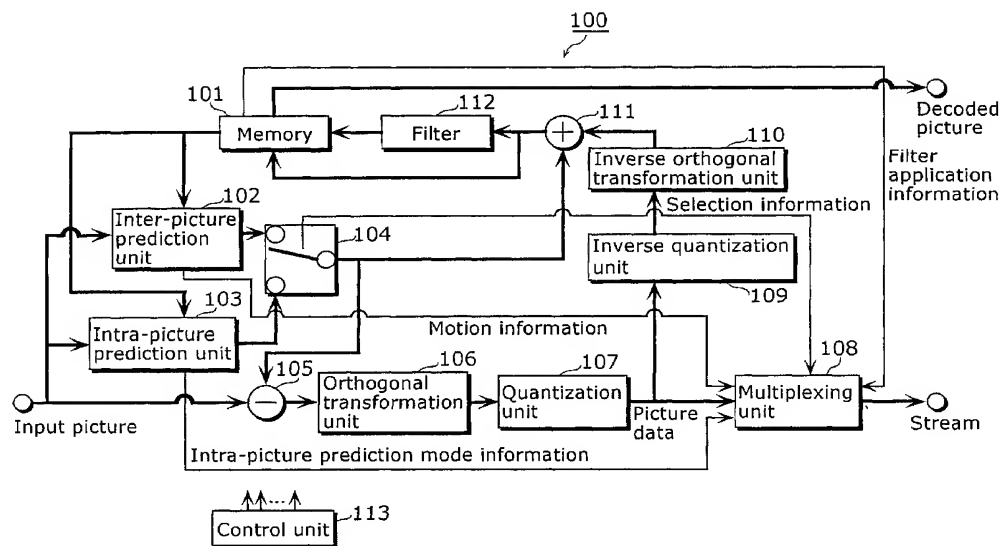 100
101
Memory
112
Filter
+
111
110
Decoded
picture
Inverse orthogonal
transformation unit
Filter
application
information
102
Inter-picture
prediction
unit
104
Selection information
Inverse quantization
unit
109
103
Intra-picture
prediction unit
Motion information
105
−
106
Orthogonal
transformation
unit
107
Quantization
unit
108
Multiplexing
unit
Input picture
Picture
data
Stream
Intra-picture prediction mode information
...
Control unit
113